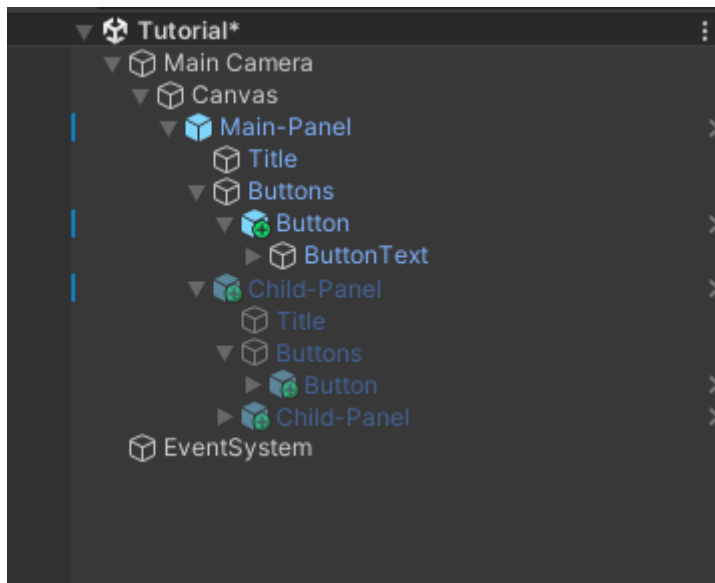 Tutorial*
Main Camera
Canvas
Main-Panel
Title
Buttons
Button
ButtonText
Child-Panel
Title
Buttons
Button
Child-Panel
EventSystem